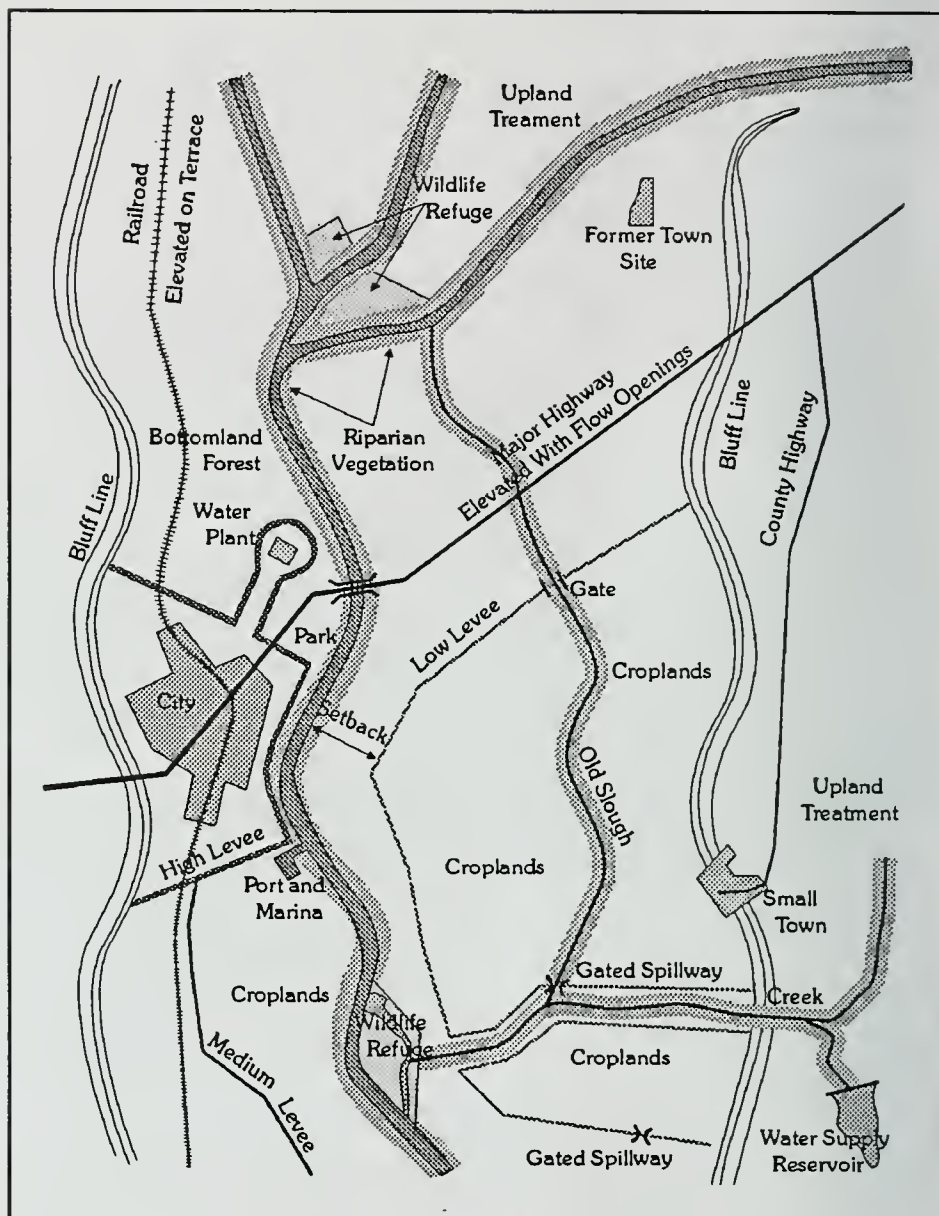 Upland
Treament
Railroad
Elevated on Terrace
Wildlife
Refuge
Former Town
Site
Major Highway
Elevated With Flow Openings
Bluff Line
County Highway
Bottomland
Forest
Riparian
Vegetation
Bluff Line
Water
Plant
Gate
Park
Low Levee
Croplands
City
Setback
Old Slough
Upland
Treatment
High Levee
Croplands
Port and
Marina
Small
Town
Gated Spillway
Croplands
Creek
Wildlife
Refuge
Croplands
Medium
Levee
Gated Spillway
Water Supply
Reservoir